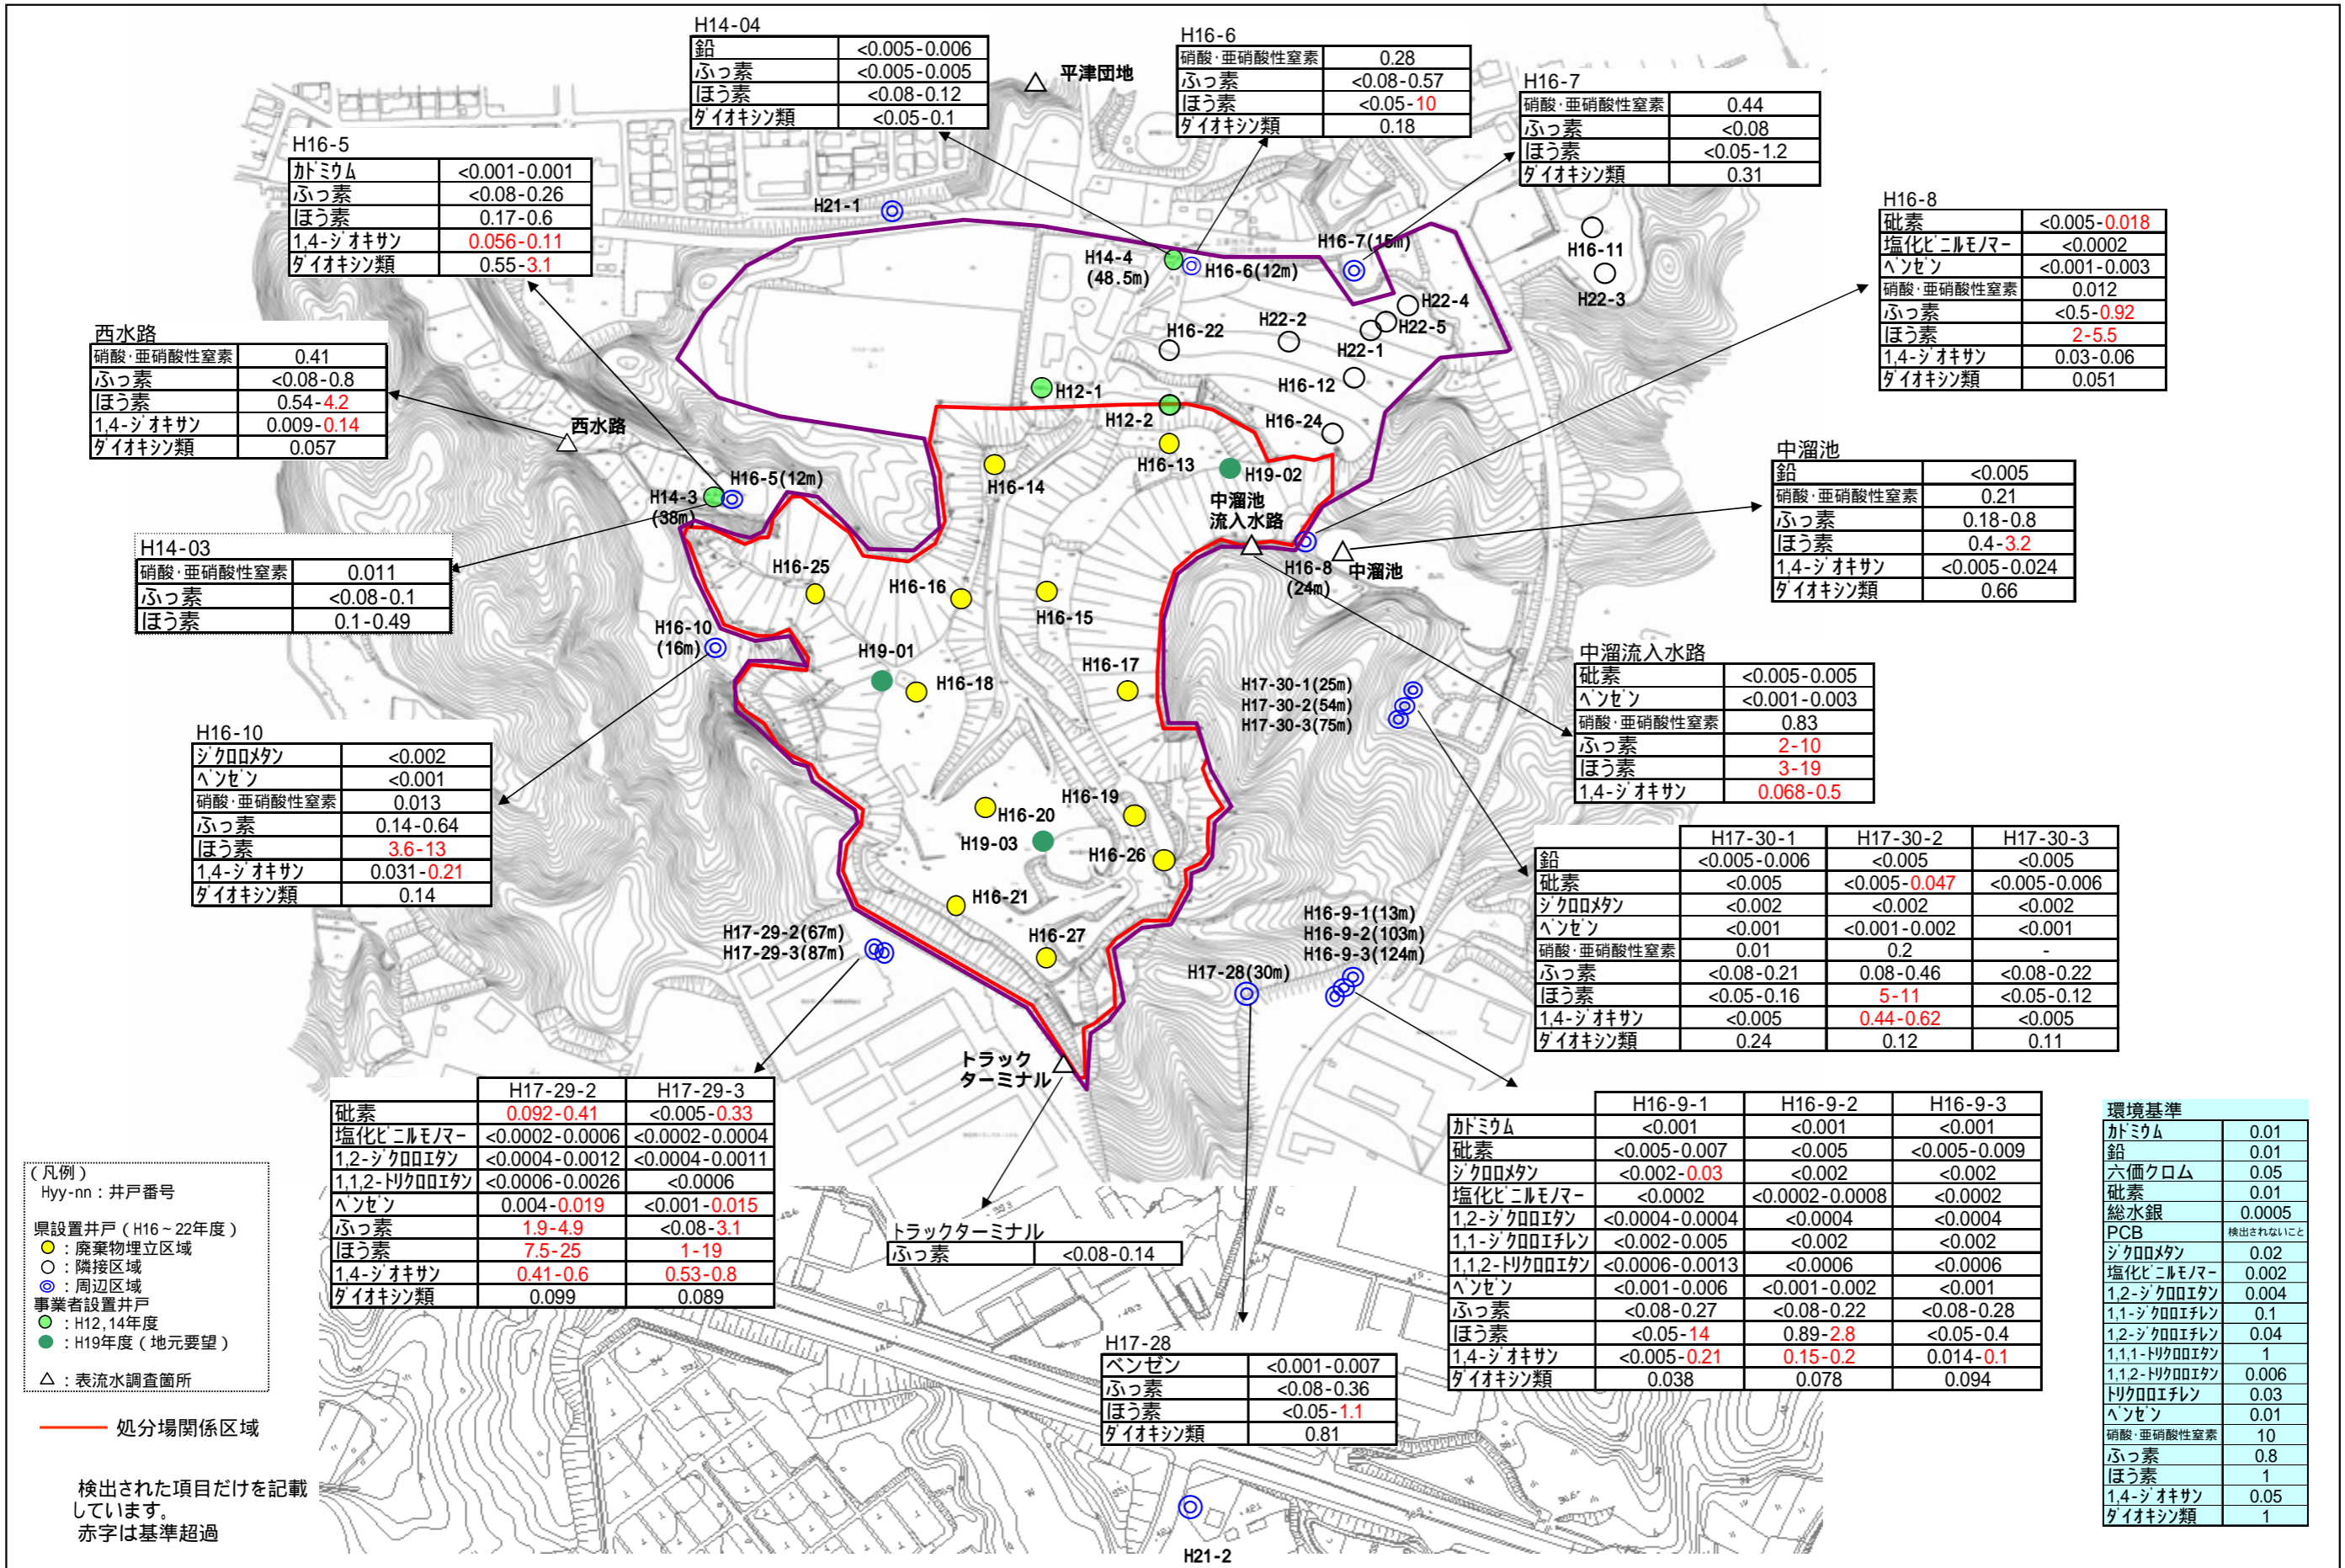 H14-04
鉛 <0.005-0.006
ふっ素 <0.005-0.005
ほう素 <0.08-0.12
ダイオキシン類 <0.05-0.1
平津団地
H16-6
硝酸・亜硝酸性窒素 0.28
ふっ素 <0.08-0.57
ほう素 <0.05-10
ダイオキシン類 0.18
H16-7
硝酸・亜硝酸性窒素 0.44
ふっ素 <0.08
ほう素 <0.05-1.2
ダイオキシン類 0.31
H16-5
カドミウム <0.001-0.001
ふっ素 <0.08-0.26
ほう素 0.17-0.6
1,4-ジオキサン 0.056-0.11
ダイオキシン類 0.55-3.1
H16-8
砒素 <0.005-0.018
塩化ビニルモノマー <0.0002
ベンゼン <0.001-0.003
硝酸・亜硝酸性窒素 0.012
ふっ素 <0.5-0.92
ほう素 2-5.5
1,4-ジオキサン 0.03-0.06
ダイオキシン類 0.051
西水路
硝酸・亜硝酸性窒素 0.41
ふっ素 <0.08-0.8
ほう素 0.54-4.2
1,4-ジオキサン 0.009-0.14
ダイオキシン類 0.057
H21-1
H14-4
(48.5m)
H16-6(12m)
H16-7(15m)
H16-11
H22-3
H22-4
H22-5
H22-1
H22-2
H16-22
H16-12
H12-1
H12-2
H16-24
H16-13
H16-14
H19-02
西水路
H14-3
(38m)
H16-5(12m)
中溜池
流入水路
H16-8
(24m)
中溜池
中溜池
鉛 <0.005
硝酸・亜硝酸性窒素 0.21
ふっ素 0.18-0.8
ほう素 0.4-3.2
1,4-ジオキサン <0.005-0.024
ダイオキシン類 0.66
H14-03
硝酸・亜硝酸性窒素 0.011
ふっ素 <0.08-0.1
ほう素 0.1-0.49
H16-25
H16-16
H16-15
H16-10
(16m)
H19-01
H16-18
H16-17
H17-30-1(25m)
H17-30-2(54m)
H17-30-3(75m)
中溜流入水路
砒素 <0.005-0.005
ベンゼン <0.001-0.003
硝酸・亜硝酸性窒素 0.83
ふっ素 2-10
ほう素 3-19
1,4-ジオキサン 0.068-0.5
H16-10
ジクロロメタン <0.002
ベンゼン <0.001
硝酸・亜硝酸性窒素 0.013
ふっ素 0.14-0.64
ほう素 3.6-13
1,4-ジオキサン 0.031-0.21
ダイオキシン類 0.14
H16-20
H16-19
H19-03
H16-26
H16-21
H16-27
H17-30-1 H17-30-2 H17-30-3
鉛 <0.005-0.006 <0.005 <0.005
砒素 <0.005 <0.005-0.047 <0.005-0.006
ジクロロメタン <0.002 <0.002 <0.002
ベンゼン <0.001 <0.001-0.002 <0.001
硝酸・亜硝酸性窒素 0.01 0.2 -
ふっ素 <0.08-0.21 0.08-0.46 <0.08-0.22
ほう素 <0.05-0.16 5-11 <0.05-0.12
1,4-ジオキサン <0.005 0.44-0.62 <0.005
ダイオキシン類 0.24 0.12 0.11
H17-29-2(67m)
H17-29-3(87m)
H16-9-1(13m)
H16-9-2(103m)
H16-9-3(124m)
H17-28(30m)
トラック
ターミナル
H17-29-2 H17-29-3
砒素 0.092-0.41 <0.005-0.33
塩化ビニルモノマー <0.0002-0.0006 <0.0002-0.0004
1,2-ジクロロエタン <0.0004-0.0012 <0.0004-0.0011
1,1,2-トリクロロエタン <0.0006-0.0026 <0.0006
ベンゼン 0.004-0.019 <0.001-0.015
ふっ素 1.9-4.9 <0.08-3.1
ほう素 7.5-25 1-19
1,4-ジオキサン 0.41-0.6 0.53-0.8
ダイオキシン類 0.099 0.089
トラックターミナル
ふっ素 <0.08-0.14
H17-28
ベンゼン <0.001-0.007
ふっ素 <0.08-0.36
ほう素 <0.05-1.1
ダイオキシン類 0.81
H16-9-1 H16-9-2 H16-9-3
カドミウム <0.001 <0.001 <0.001
砒素 <0.005-0.007 <0.005 <0.005-0.009
ジクロロメタン <0.002-0.03 <0.002 <0.002
塩化ビニルモノマー <0.0002 <0.0002-0.0008 <0.0002
1,2-ジクロロエタン <0.0004-0.0004 <0.0004 <0.0004
1,1-ジクロロエチレン <0.002-0.005 <0.002 <0.002
1,1,2-トリクロロエタン <0.0006-0.0013 <0.0006 <0.0006
ベンゼン <0.001-0.006 <0.001-0.002 <0.001
ふっ素 <0.08-0.27 <0.08-0.22 <0.08-0.28
ほう素 <0.05-14 0.89-2.8 <0.05-0.4
1,4-ジオキサン <0.005-0.21 0.15-0.2 0.014-0.1
ダイオキシン類 0.038 0.078 0.094
環境基準
カドミウム 0.01
鉛 0.01
六価クロム 0.05
砒素 0.01
総水銀 0.0005
PCB 検出されないこと
ジクロロメタン 0.02
塩化ビニルモノマー 0.002
1,2-ジクロロエタン 0.004
1,1-ジクロロエチレン 0.1
1,2-ジクロロエチレン 0.04
1,1,1-トリクロロエタン 1
1,1,2-トリクロロエタン 0.006
トリクロロエチレン 0.03
ベンゼン 0.01
硝酸・亜硝酸性窒素 10
ふっ素 0.8
ほう素 1
1,4-ジオキサン 0.05
ダイオキシン類 1
H21-2
(凡例)
Hyy-nn：井戸番号
県設置井戸（H16～22年度）
：廃棄物埋立区域
：隣接区域
：周辺区域
事業者設置井戸
：H12,14年度
：H19年度（地元要望）
：表流水調査箇所
処分場関係区域
検出された項目だけを記載
しています。
赤字は基準超過